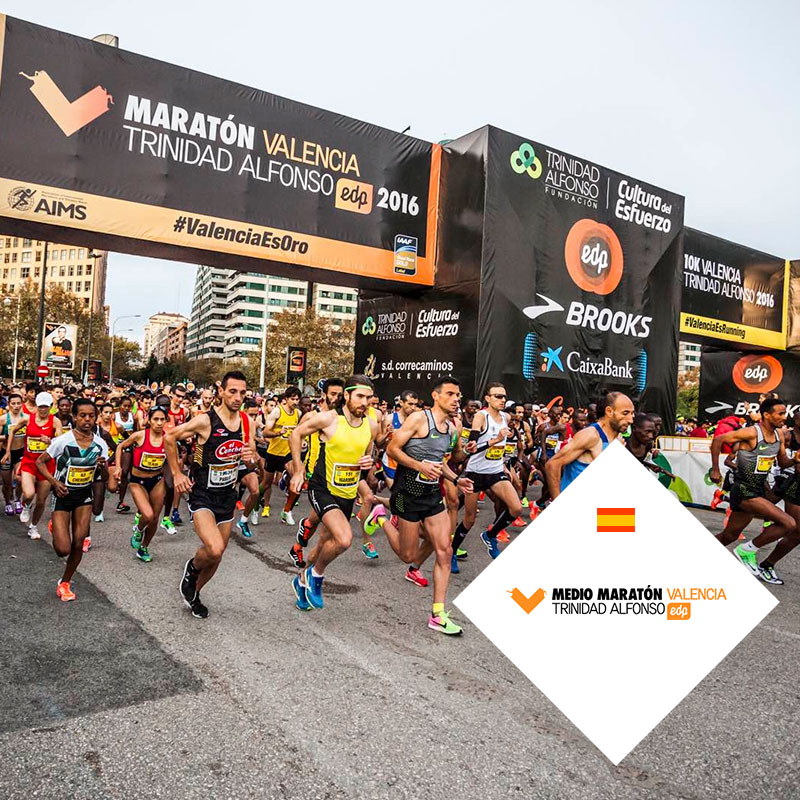 MARATÓN VALENCIA
TRINIDAD ALFONSO edp 2016
AIMS
#ValenciaEsOro
IAAF
TRINIDAD
ALFONSO
FUNDACIÓN
Cultura del
Esfuerzo
edp
BROOKS
CaixaBank
TRINIDAD
ALFONSO
Cultura del
Esfuerzo
s.d. correcaminos
VALENCIA
10K VALENCIA
TRINIDAD ALFONSO 2016
#ValenciaEsRunning
edp
BROOKS
MEDIO MARATÓN VALENCIA
TRINIDAD ALFONSO edp